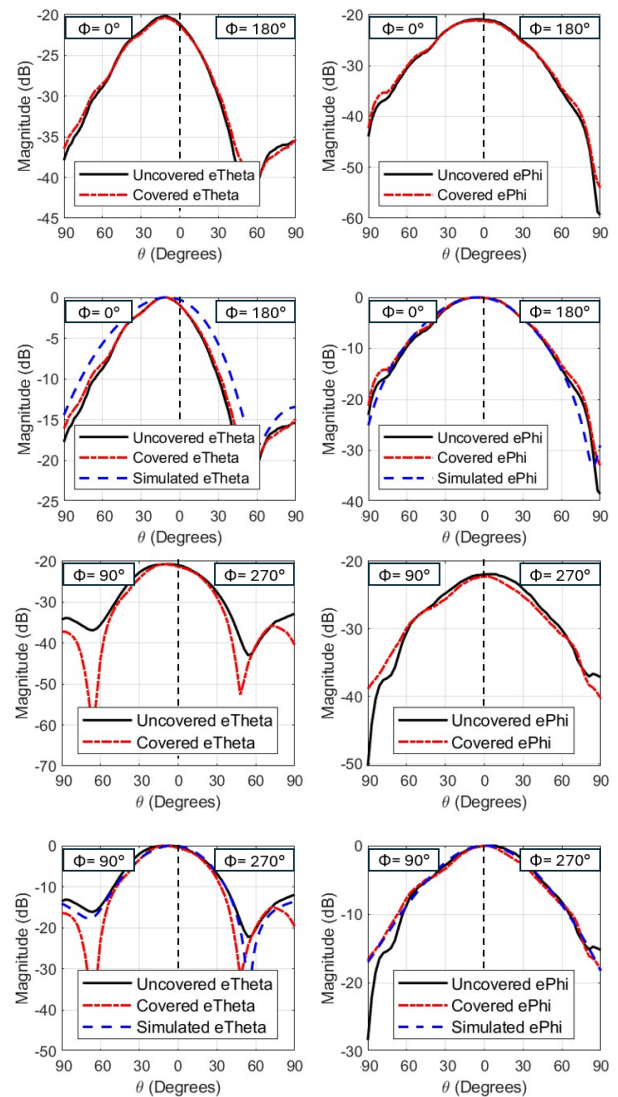 -20
-25
-30
-35
-40
-45
Magnitude (dB)
Φ= 0°
Φ= 180°
Uncovered eTheta
Covered eTheta
90 60 30 0 30 60 90
θ (Degrees)
-20
-30
-40
-50
-60
Magnitude (dB)
Φ= 0°
Φ= 180°
Uncovered ePhi
Covered ePhi
90 60 30 0 30 60 90
θ (Degrees)
0
-5
-10
-15
-20
-25
Magnitude (dB)
Φ= 0°
Φ= 180°
Uncovered eTheta
Covered eTheta
Simulated eTheta
90 60 30 0 30 60 90
θ (Degrees)
0
-10
-20
-30
-40
Magnitude (dB)
Φ= 0°
Φ= 180°
Uncovered ePhi
Covered ePhi
Simulated ePhi
90 60 30 0 30 60 90
θ (Degrees)
-20
-30
-40
-50
-60
-70
Magnitude (dB)
Φ= 90°
Φ= 270°
Uncovered eTheta
Covered eTheta
90 60 30 0 30 60 90
θ (Degrees)
-20
-30
-40
-50
Magnitude (dB)
Φ= 90°
Φ= 270°
Uncovered ePhi
Covered ePhi
90 60 30 0 30 60 90
θ (Degrees)
0
-10
-20
-30
-40
-50
Magnitude (dB)
Φ= 90°
Φ= 270°
Uncovered eTheta
Covered eTheta
Simulated eTheta
90 60 30 0 30 60 90
θ (Degrees)
0
-10
-20
-30
Magnitude (dB)
Φ= 90°
Φ= 270°
Uncovered ePhi
Covered ePhi
Simulated ePhi
90 60 30 0 30 60 90
θ (Degrees)